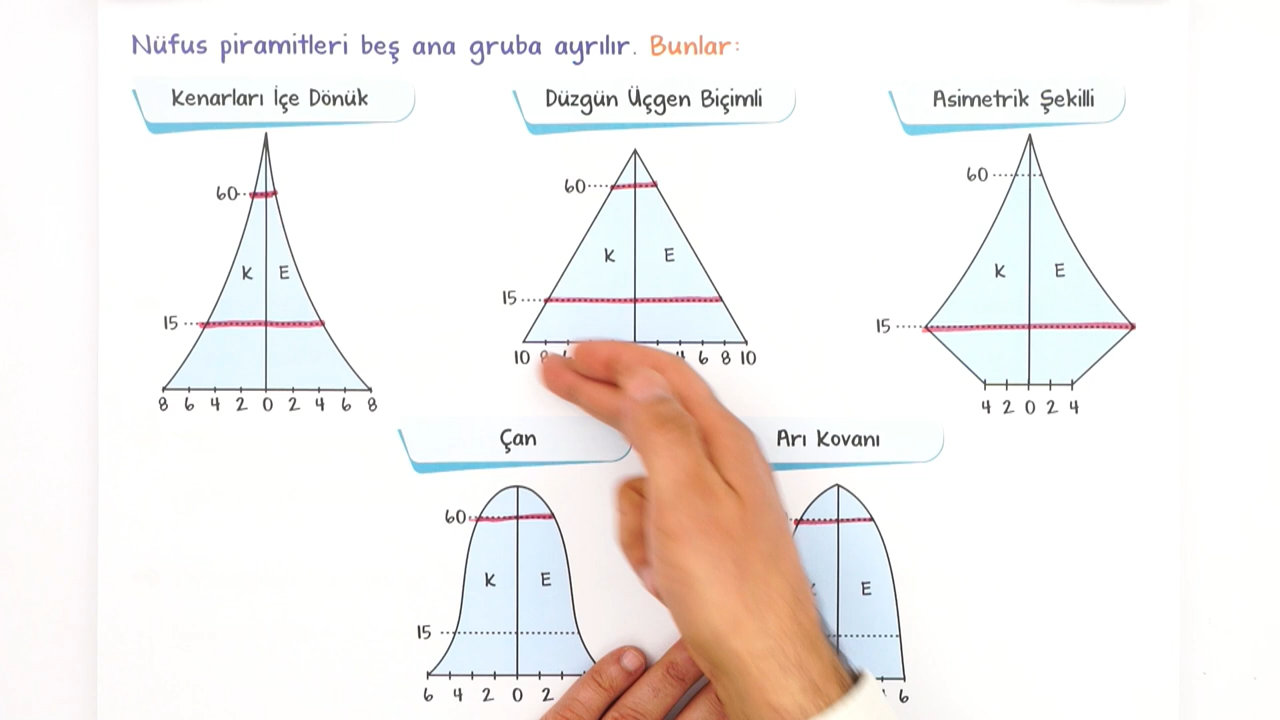 Nüfus piramitleri beş ana gruba ayrılır. Bunlar:
Kenarları İçe Dönük
60
K E
15
8 6 4 2 0 2 4 6 8
Düzgün Üçgen Biçimli
60
K E
15
10 8 6 8 10
Asimetrik Şekilli
60
K E
15
4 2 0 2 4
Çan
60
K E
15
6 4 2 0 2
Arı Kovanı
E
6